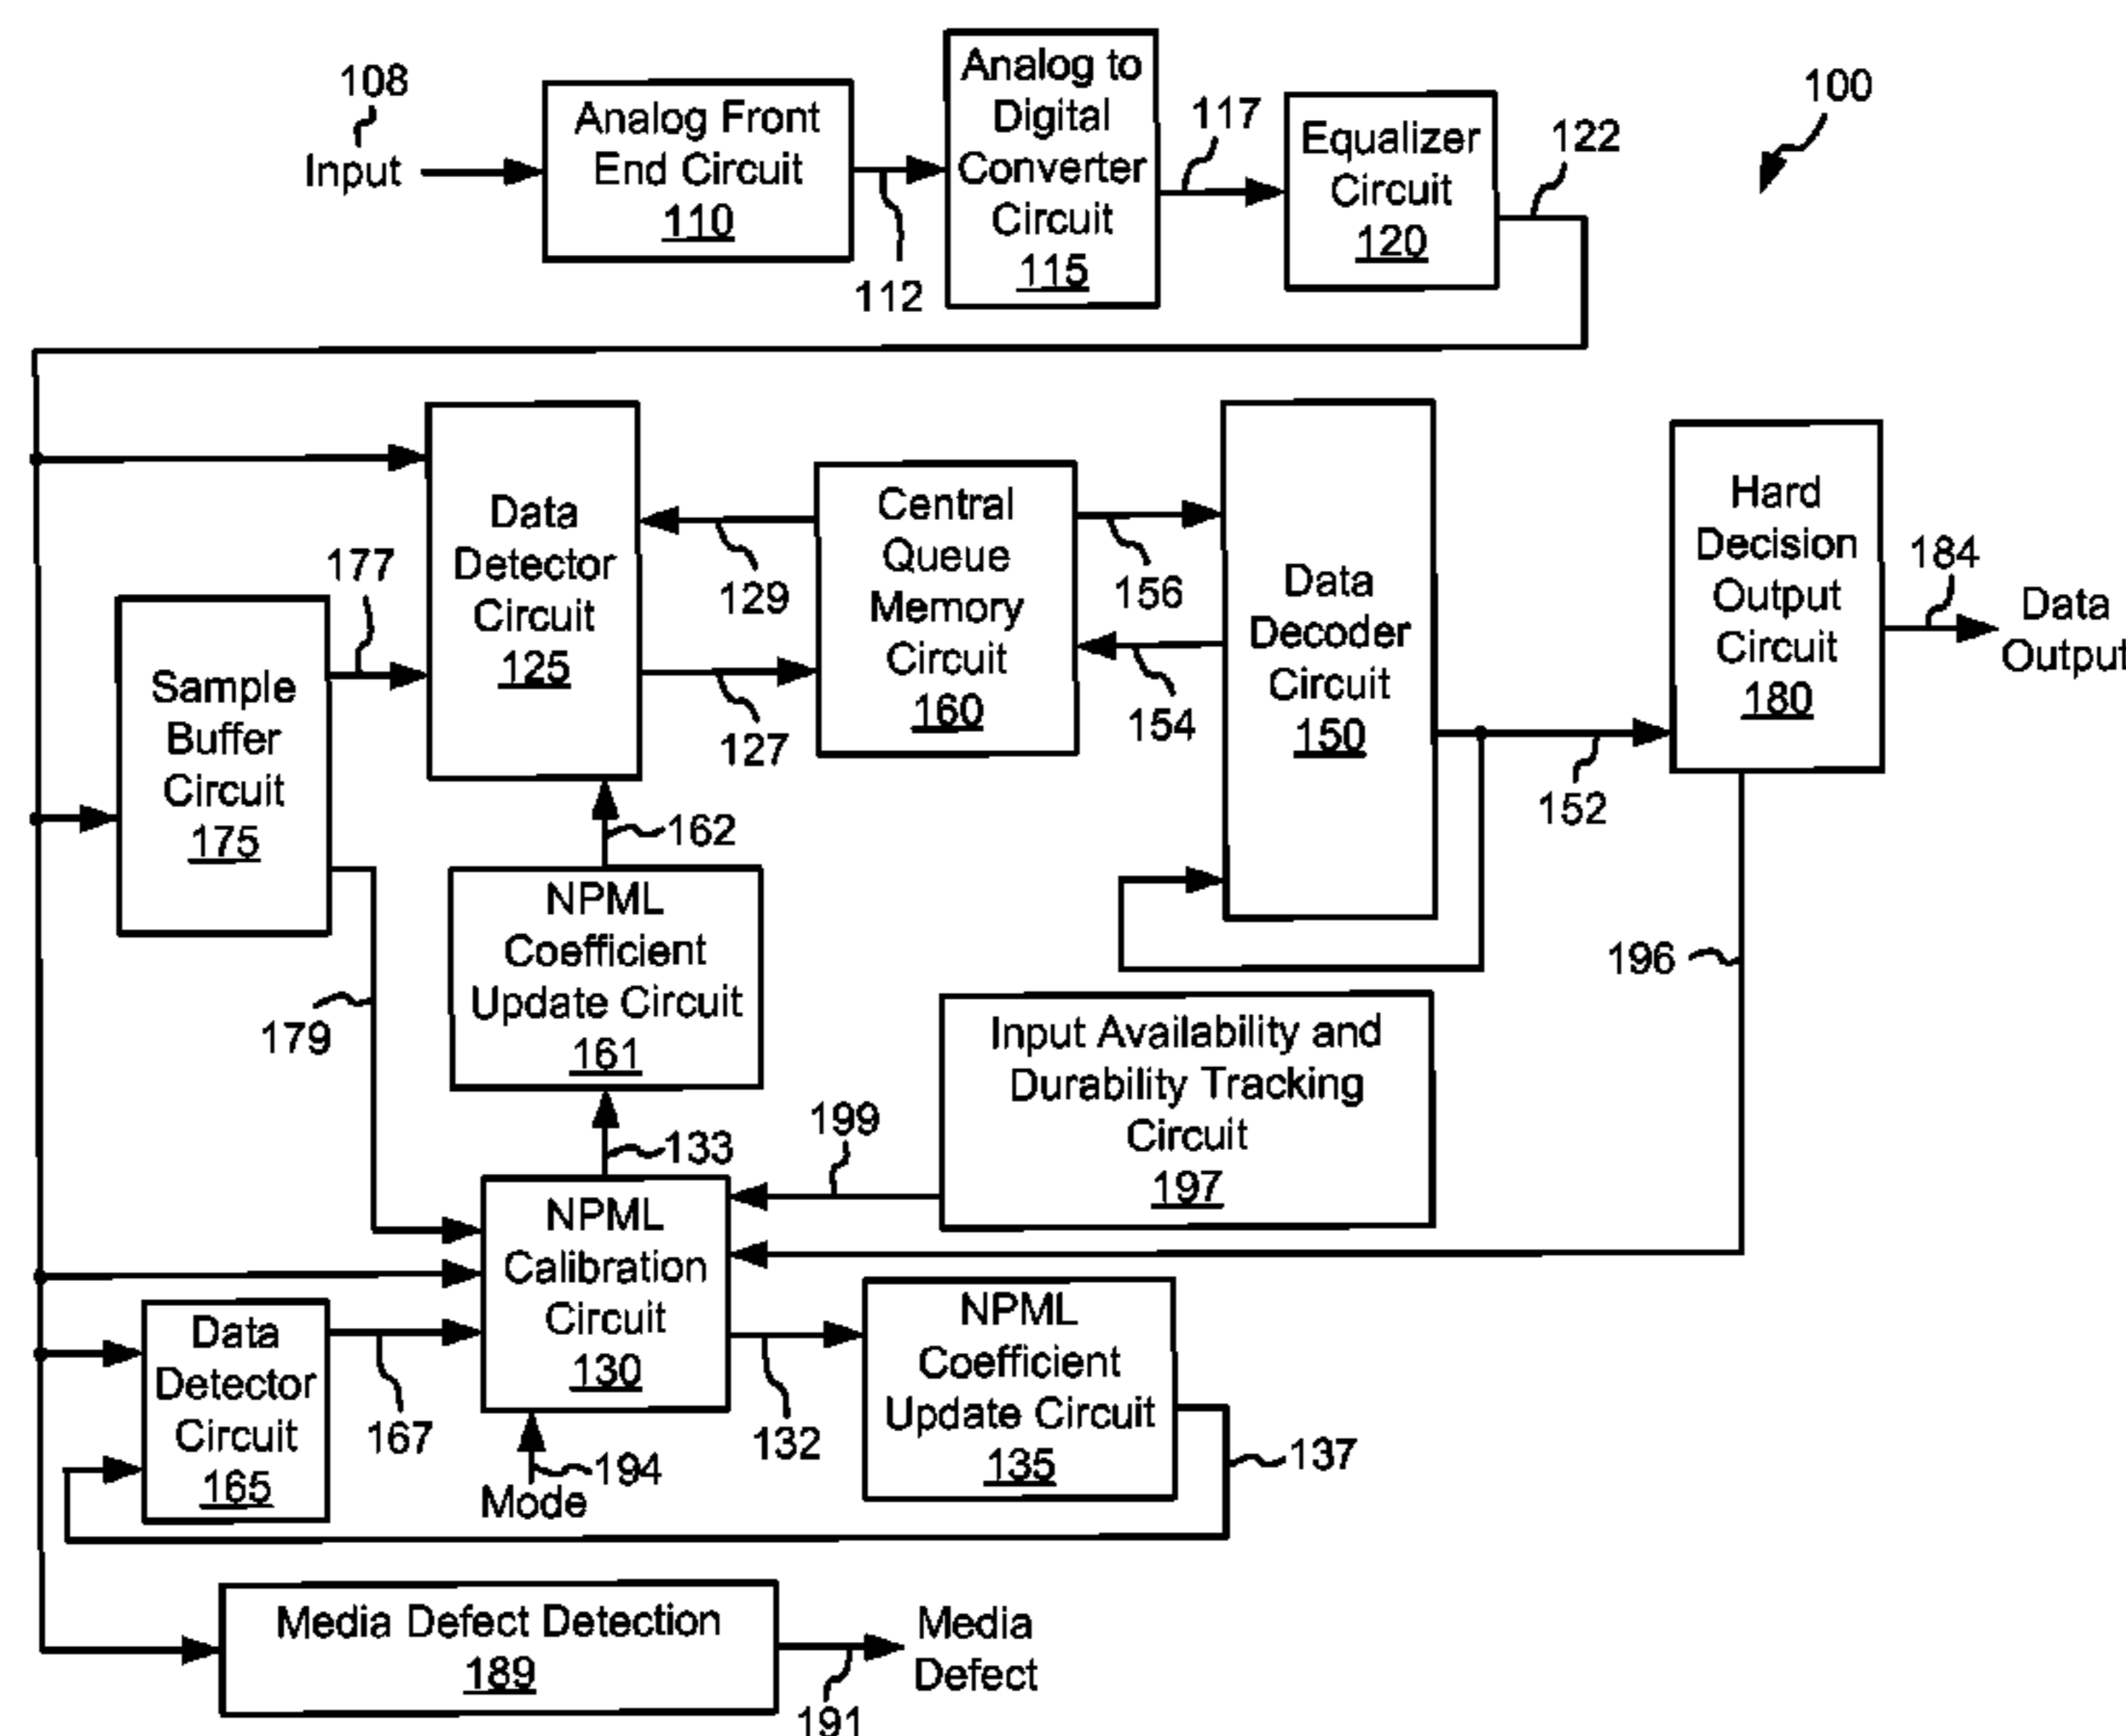 108
Input
Analog Front
End Circuit
110
112
Analog to
Digital
Converter
Circuit
115
117
Equalizer
Circuit
120
122
100
Data
Detector
Circuit
125
129
127
Central
Queue
Memory
Circuit
160
156
154
Data
Decoder
Circuit
150
152
Hard
Decision
Output
Circuit
180
184
Data
Output
177
Sample
Buffer
Circuit
175
179
162
NPML
Coefficient
Update Circuit
161
133
196
Input Availability and
Durability Tracking
Circuit
197
199
NPML
Calibration
Circuit
130
Data
Detector
Circuit
165
167
194
Mode
132
NPML
Coefficient
Update Circuit
135
137
Media Defect Detection
189
191
Media
Defect